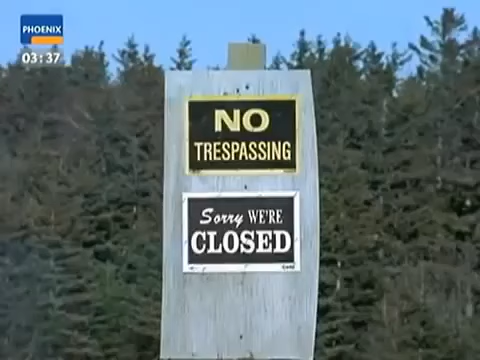 PHOENIX
03:37
NO
TRESPASSING
Sorry WE'RE
CLOSED